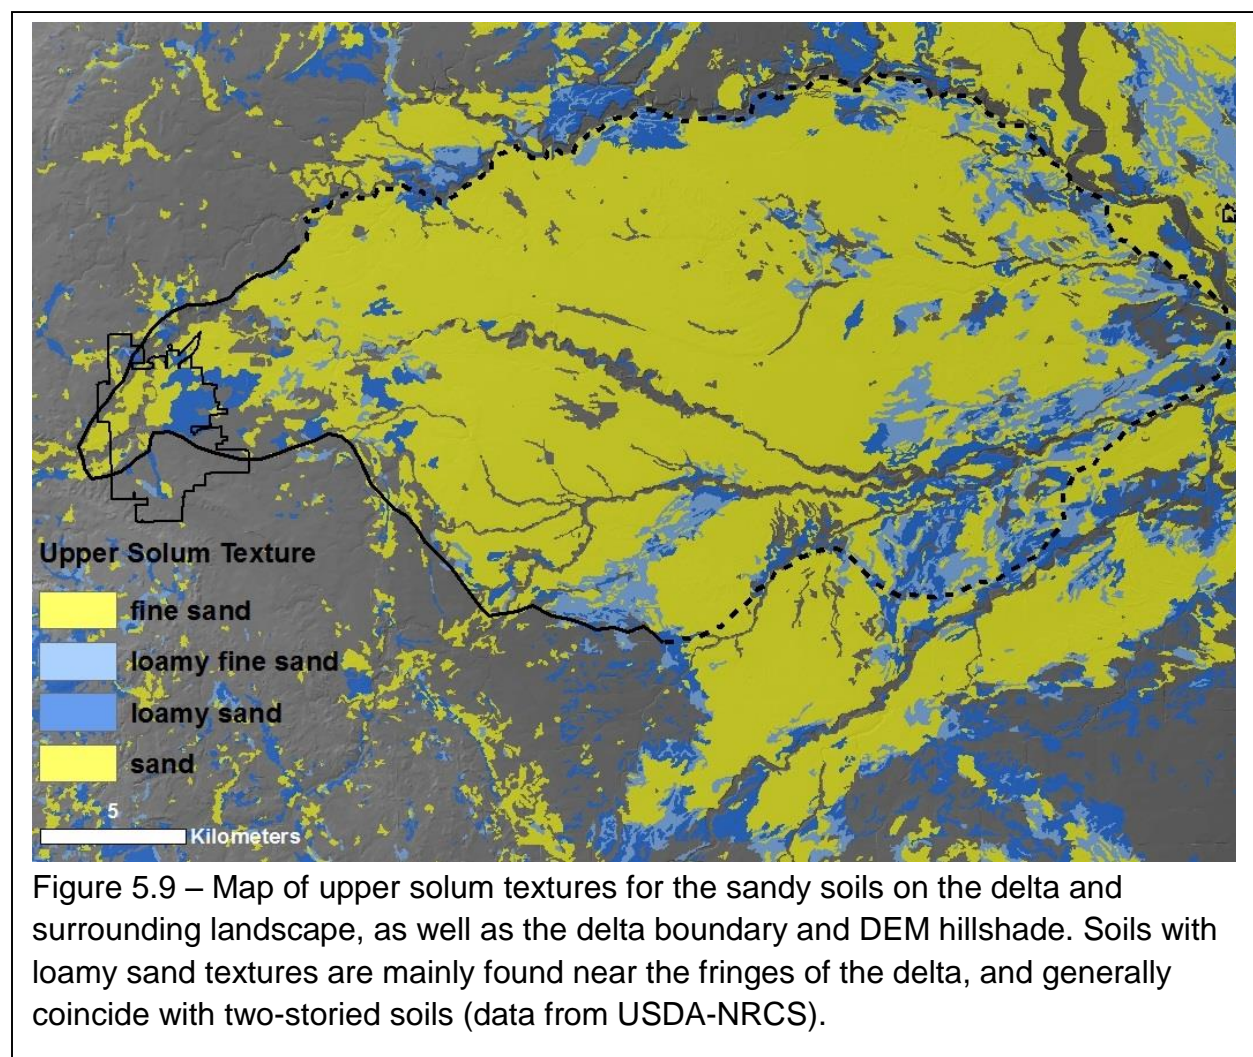 Upper Solum Texture
fine sand
loamy fine sand
loamy sand
sand
5
Kilometers
Figure 5.9 – Map of upper solum textures for the sandy soils on the delta and
surrounding landscape, as well as the delta boundary and DEM hillshade. Soils with
loamy sand textures are mainly found near the fringes of the delta, and generally
coincide with two-storied soils (data from USDA-NRCS).